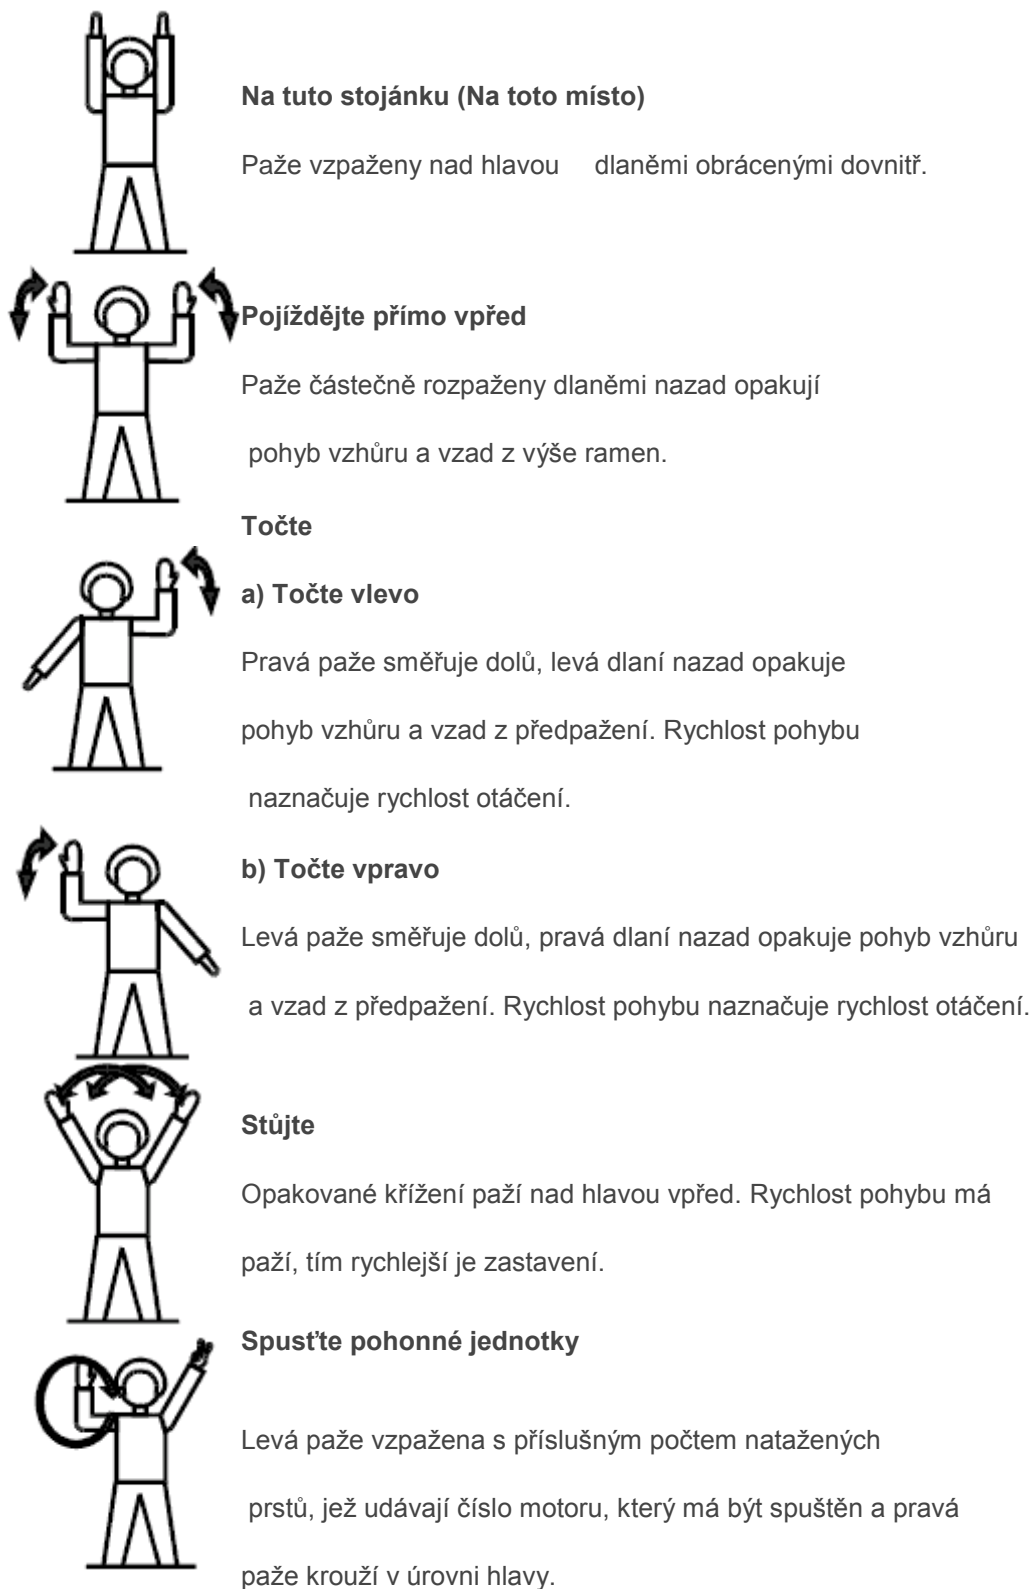 Na tuto stojánku (Na toto místo)
Paže vzpaženy nad hlavou dlaněmi obrácenými dovnitř.
Pojíždějte přímo vpřed
Paže částečně rozpaženy dlaněmi nazad opakují
pohyb vzhůru a vzad z výše ramen.
Točte
a) Točte vlevo
Pravá paže směřuje dolů, levá dlaní nazad opakuje
pohyb vzhůru a vzad z předpažení. Rychlost pohybu
naznačuje rychlost otáčení.
b) Točte vpravo
Levá paže směřuje dolů, pravá dlaní nazad opakuje pohyb vzhůru
a vzad z předpažení. Rychlost pohybu naznačuje rychlost otáčení.
Stůjte
Opakované křížení paží nad hlavou vpřed. Rychlost pohybu má
paží, tím rychlejší je zastavení.
Spusťte pohonné jednotky
Levá paže vzpažena s příslušným počtem natažených
prstů, jež udávají číslo motoru, který má být spuštěn a pravá
paže krouží v úrovni hlavy.